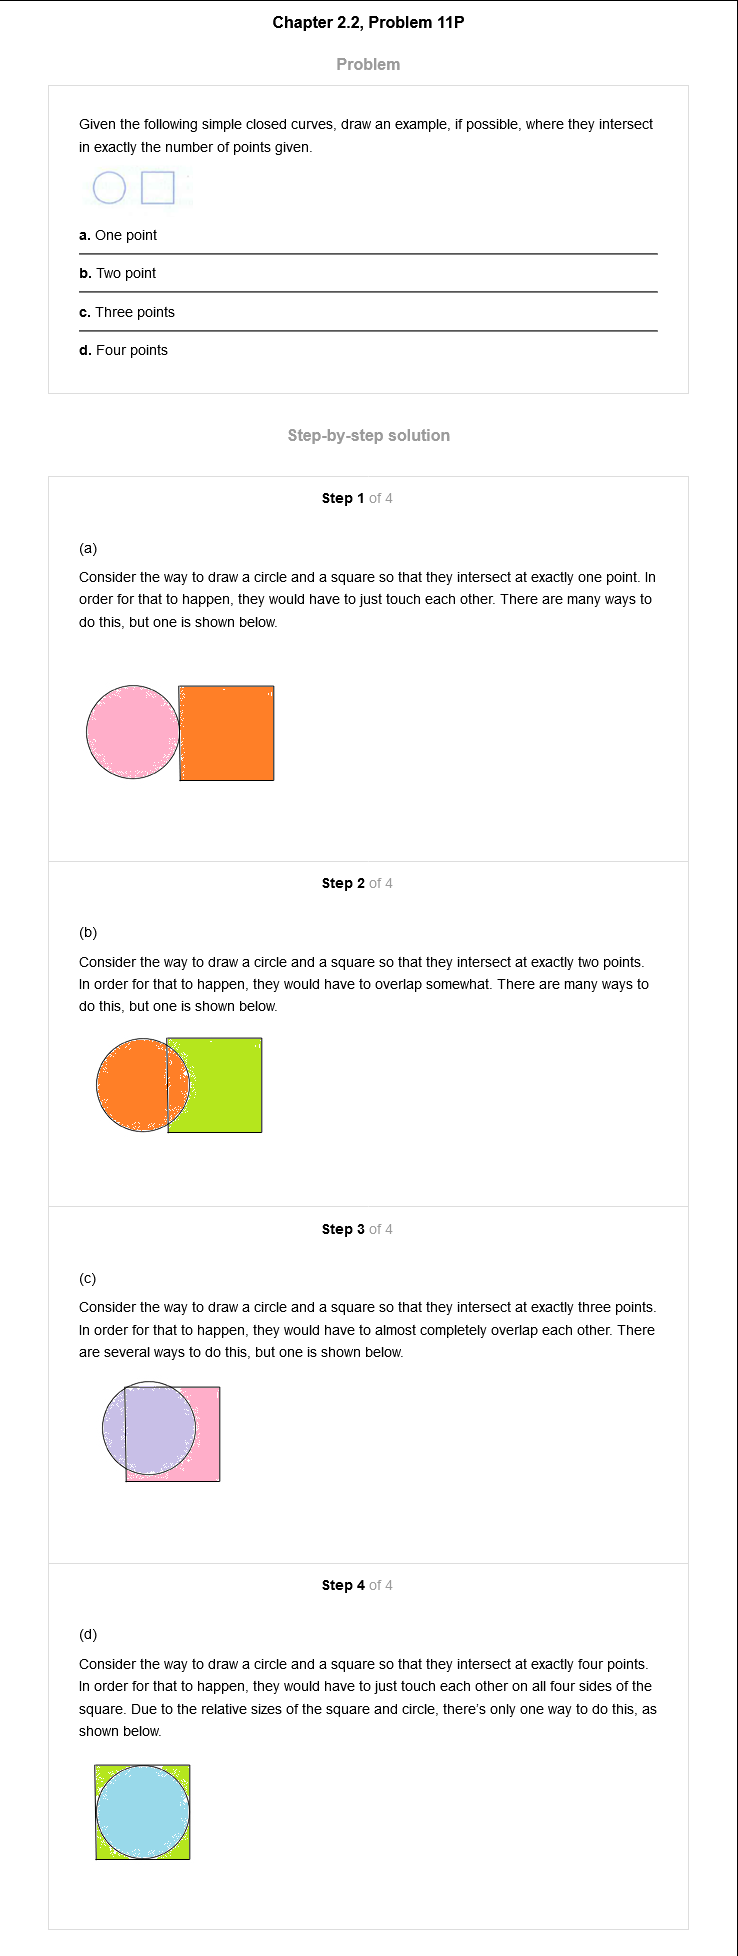 Chapter 2.2, Problem 11P
Problem
Given the following simple closed curves, draw an example, if possible, where they intersect
in exactly the number of points given.
a. One point
b. Two point
c. Three points
d. Four points
Step-by-step solution
Step 1 of 4
(a)
Consider the way to draw a circle and a square so that they intersect at exactly one point. In
order for that to happen, they would have to just touch each other. There are many ways to
do this, but one is shown below.
Step 2 of 4
(b)
Consider the way to draw a circle and a square so that they intersect at exactly two points.
In order for that to happen, they would have to overlap somewhat. There are many ways to
do this, but one is shown below.
Step 3 of 4
(c)
Consider the way to draw a circle and a square so that they intersect at exactly three points.
In order for that to happen, they would have to almost completely overlap each other. There
are several ways to do this, but one is shown below.
Step 4 of 4
(d)
Consider the way to draw a circle and a square so that they intersect at exactly four points.
In order for that to happen, they would have to just touch each other on all four sides of the
square. Due to the relative sizes of the square and circle, there's only one way to do this, as
shown below.